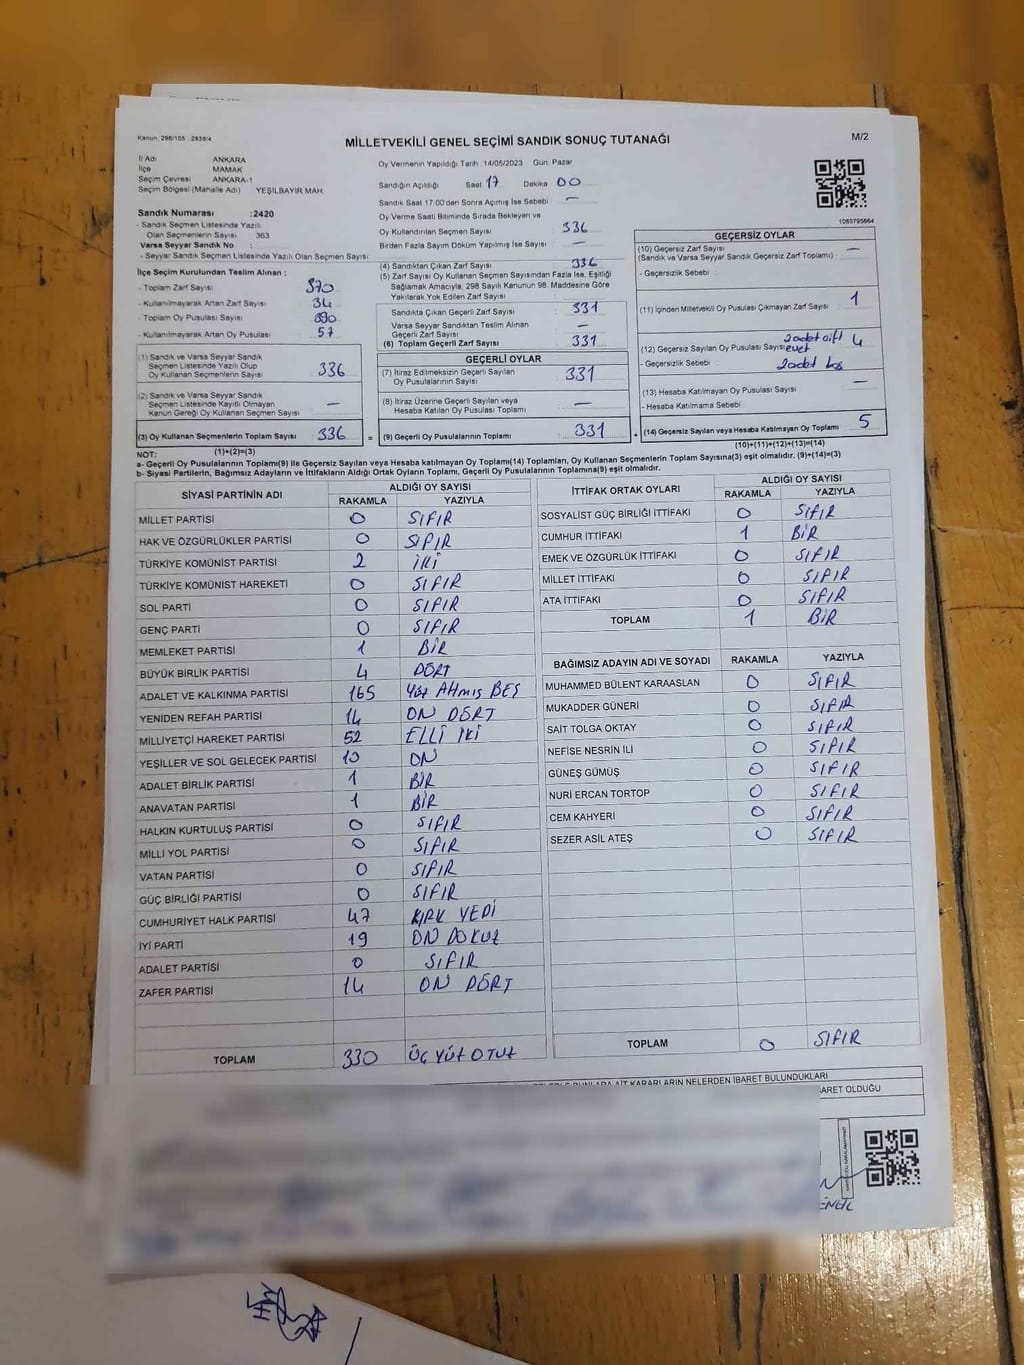 Kanun, 298/105 : 2839/4
MİLLETVEKİLİ GENEL SEÇİMİ SANDIK SONUÇ TUTANAĞI
M/2
İl Adı ANKARA
İlçe MAMAK
Seçim Çevresi ANKARA-1
Seçim Bölgesi (Mahalle Adı) YEŞİLBAYIR MAH.
Sandık Numarası :2420
- Sandık Seçmen Listesinde Yazılı
Olan Seçmenlerin Sayısı 363
Varsa Seyyar Sandık No :
- Seyyar Sandık Seçmen Listesinde Yazılı Olan Seçmen Sayısı
İlçe Seçim Kurulundan Teslim Alınan ;
- Toplam Zarf Sayısı 370
- Kullanılmayarak Artan Zarf Sayısı 34
- Toplam Oy Pusulası Sayısı 390
- Kullanılmayarak Artan Oy Pusulası 57
(1) Sandık ve Varsa Seyyar Sandık
Seçmen Listesinde Yazılı Olup
Oy Kullanan Seçmenlerin Sayısı 336
(2) Sandık ve Varsa Seyyar Sandık
Seçmen Listesinde Kayıtlı Olmayan
Kanun Gereği Oy Kullanan Seçmen Sayısı —
(3) Oy Kullanan Seçmenlerin Toplam Sayısı 336
(1)+(2)=(3)
Oy Vermenin Yapıldığı Tarih :14/05/2023 Gün: Pazar
Sandığın Açıldığı Saat 17 Dakika 00
Sandık Saat 17:00'den Sonra Açılmış İse Sebebi : —
Oy Verme Saati Bitiminde Sırada Bekleyen ve
Oy Kullandırılan Seçmen Sayısı 336
Birden Fazla Sayım Döküm Yapılmış İse Sayısı —
(4) Sandıktan Çıkan Zarf Sayısı 336
(5) Zarf Sayısı Oy Kullanan Seçmen Sayısından Fazla İse, Eşitliği
Sağlamak Amacıyla, 298 Sayılı Kanunun 98. Maddesine Göre
Yakılarak Yok Edilen Zarf Sayısı
Sandıkta Çıkan Geçerli Zarf Sayısı 331
Varsa Seyyar Sandıktan Teslim Alınan
Geçerli Zarf Sayısı —
(6) Toplam Geçerli Zarf Sayısı 331
GEÇERLİ OYLAR
(7) İtiraz Edilmeksizin Geçerli Sayılan
Oy Pusulalarının Sayısı 331
(8) İtiraz Üzerine Geçerli Sayılan veya
Hesaba Katılan Oy Pusulası Toplamı —
= (9) Geçerli Oy Pusulalarının Toplamı 331
1063795664
GEÇERSİZ OYLAR
(10) Geçersiz Zarf Sayısı —
(Sandık ve Varsa Seyyar Sandık Geçersiz Zarf Toplamı)
- Geçersizlik Sebebi :
(11) İçinden Milletvekili Oy Pusulası Çıkmayan Zarf Sayısı 1
(12) Geçersiz Sayılan Oy Pusulası Sayısı 2 adet çift evet 4
- Geçersizlik Sebebi 2 adet boş
(13) Hesaba Katılmayan Oy Pusulası Sayısı —
- Hesaba Katılmama Sebebi :
+ (14) Geçersiz Sayılan veya Hesaba Katılmayan Oy Toplamı 5
(10)+(11)+(12)+(13)=(14)
NOT:
a- Geçerli Oy Pusulalarının Toplamı(9) ile Geçersiz Sayılan veya Hesaba katılmayan Oy Toplamı(14) Toplamları, Oy Kullanan Seçmenlerin Toplam Sayısına(3) eşit olmalıdır. (9)+(14)=(3)
b- Siyasi Partilerin, Bağımsız Adayların ve İttifakların Aldığı Ortak Oyların Toplamı, Geçerli Oy Pusulalarının Toplamına(9) eşit olmalıdır.
SİYASİ PARTİNİN ADI ALDIĞI OY SAYISI
RAKAMLA YAZIYLA
MİLLET PARTİSİ 0 SIFIR
HAK VE ÖZGÜRLÜKLER PARTİSİ 0 SIFIR
TÜRKİYE KOMÜNİST PARTİSİ 2 İKİ
TÜRKİYE KOMÜNİST HAREKETİ 0 SIFIR
SOL PARTİ 0 SIFIR
GENÇ PARTİ 0 SIFIR
MEMLEKET PARTİSİ 1 BİR
BÜYÜK BİRLİK PARTİSİ 4 DÖRT
ADALET VE KALKINMA PARTİSİ 165 YÜZ ALTMIŞ BEŞ
YENİDEN REFAH PARTİSİ 14 ON DÖRT
MİLLİYETÇİ HAREKET PARTİSİ 52 ELLİ İKİ
YEŞİLLER VE SOL GELECEK PARTİSİ 10 ON
ADALET BİRLİK PARTİSİ 1 BİR
ANAVATAN PARTİSİ 1 BİR
HALKIN KURTULUŞ PARTİSİ 0 SIFIR
MİLLİ YOL PARTİSİ 0 SIFIR
VATAN PARTİSİ 0 SIFIR
GÜÇ BİRLİĞİ PARTİSİ 0 SIFIR
CUMHURİYET HALK PARTİSİ 47 KIRK YEDİ
İYİ PARTİ 19 ON DOKUZ
ADALET PARTİSİ 0 SIFIR
ZAFER PARTİSİ 14 ON DÖRT
TOPLAM 330 ÜÇ YÜZ OTUZ
İTTİFAK ORTAK OYLARI ALDIĞI OY SAYISI
RAKAMLA YAZIYLA
SOSYALİST GÜÇ BİRLİĞİ İTTİFAKI 0 SIFIR
CUMHUR İTTİFAKI 1 BİR
EMEK VE ÖZGÜRLÜK İTTİFAKI 0 SIFIR
MİLLET İTTİFAKI 0 SIFIR
ATA İTTİFAKI 0 SIFIR
TOPLAM 1 BİR
BAĞIMSIZ ADAYIN ADI VE SOYADI RAKAMLA YAZIYLA
MUHAMMED BÜLENT KARAASLAN 0 SIFIR
MUKADDER GÜNERİ 0 SIFIR
SAİT TOLGA OKTAY 0 SIFIR
NEFİSE NESRİN İLİ 0 SIFIR
GÜNEŞ GÜMÜŞ 0 SIFIR
NURİ ERCAN TORTOP 0 SIFIR
CEM KAHYERİ 0 SIFIR
SEZER ASİL ATEŞ 0 SIFIR
TOPLAM 0 SIFIR
KARARLARIN NELERDEN İBARET BULUNDUKLARI
BARET OLDUĞU